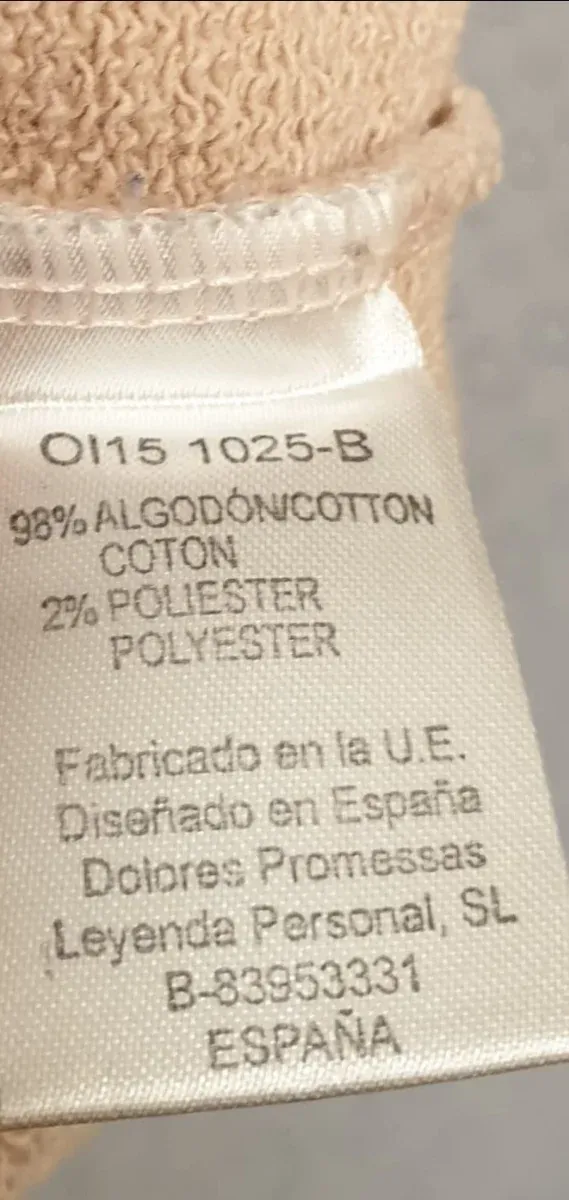 OI15 1025-B
98% ALGODÓN/COTTON
COTON
2% POLIESTER
POLYESTER
Fabricado en la U.E.
Diseñado en España
Dolores Promessas
Leyenda Personal, SL
B-83953331
ESPAÑA